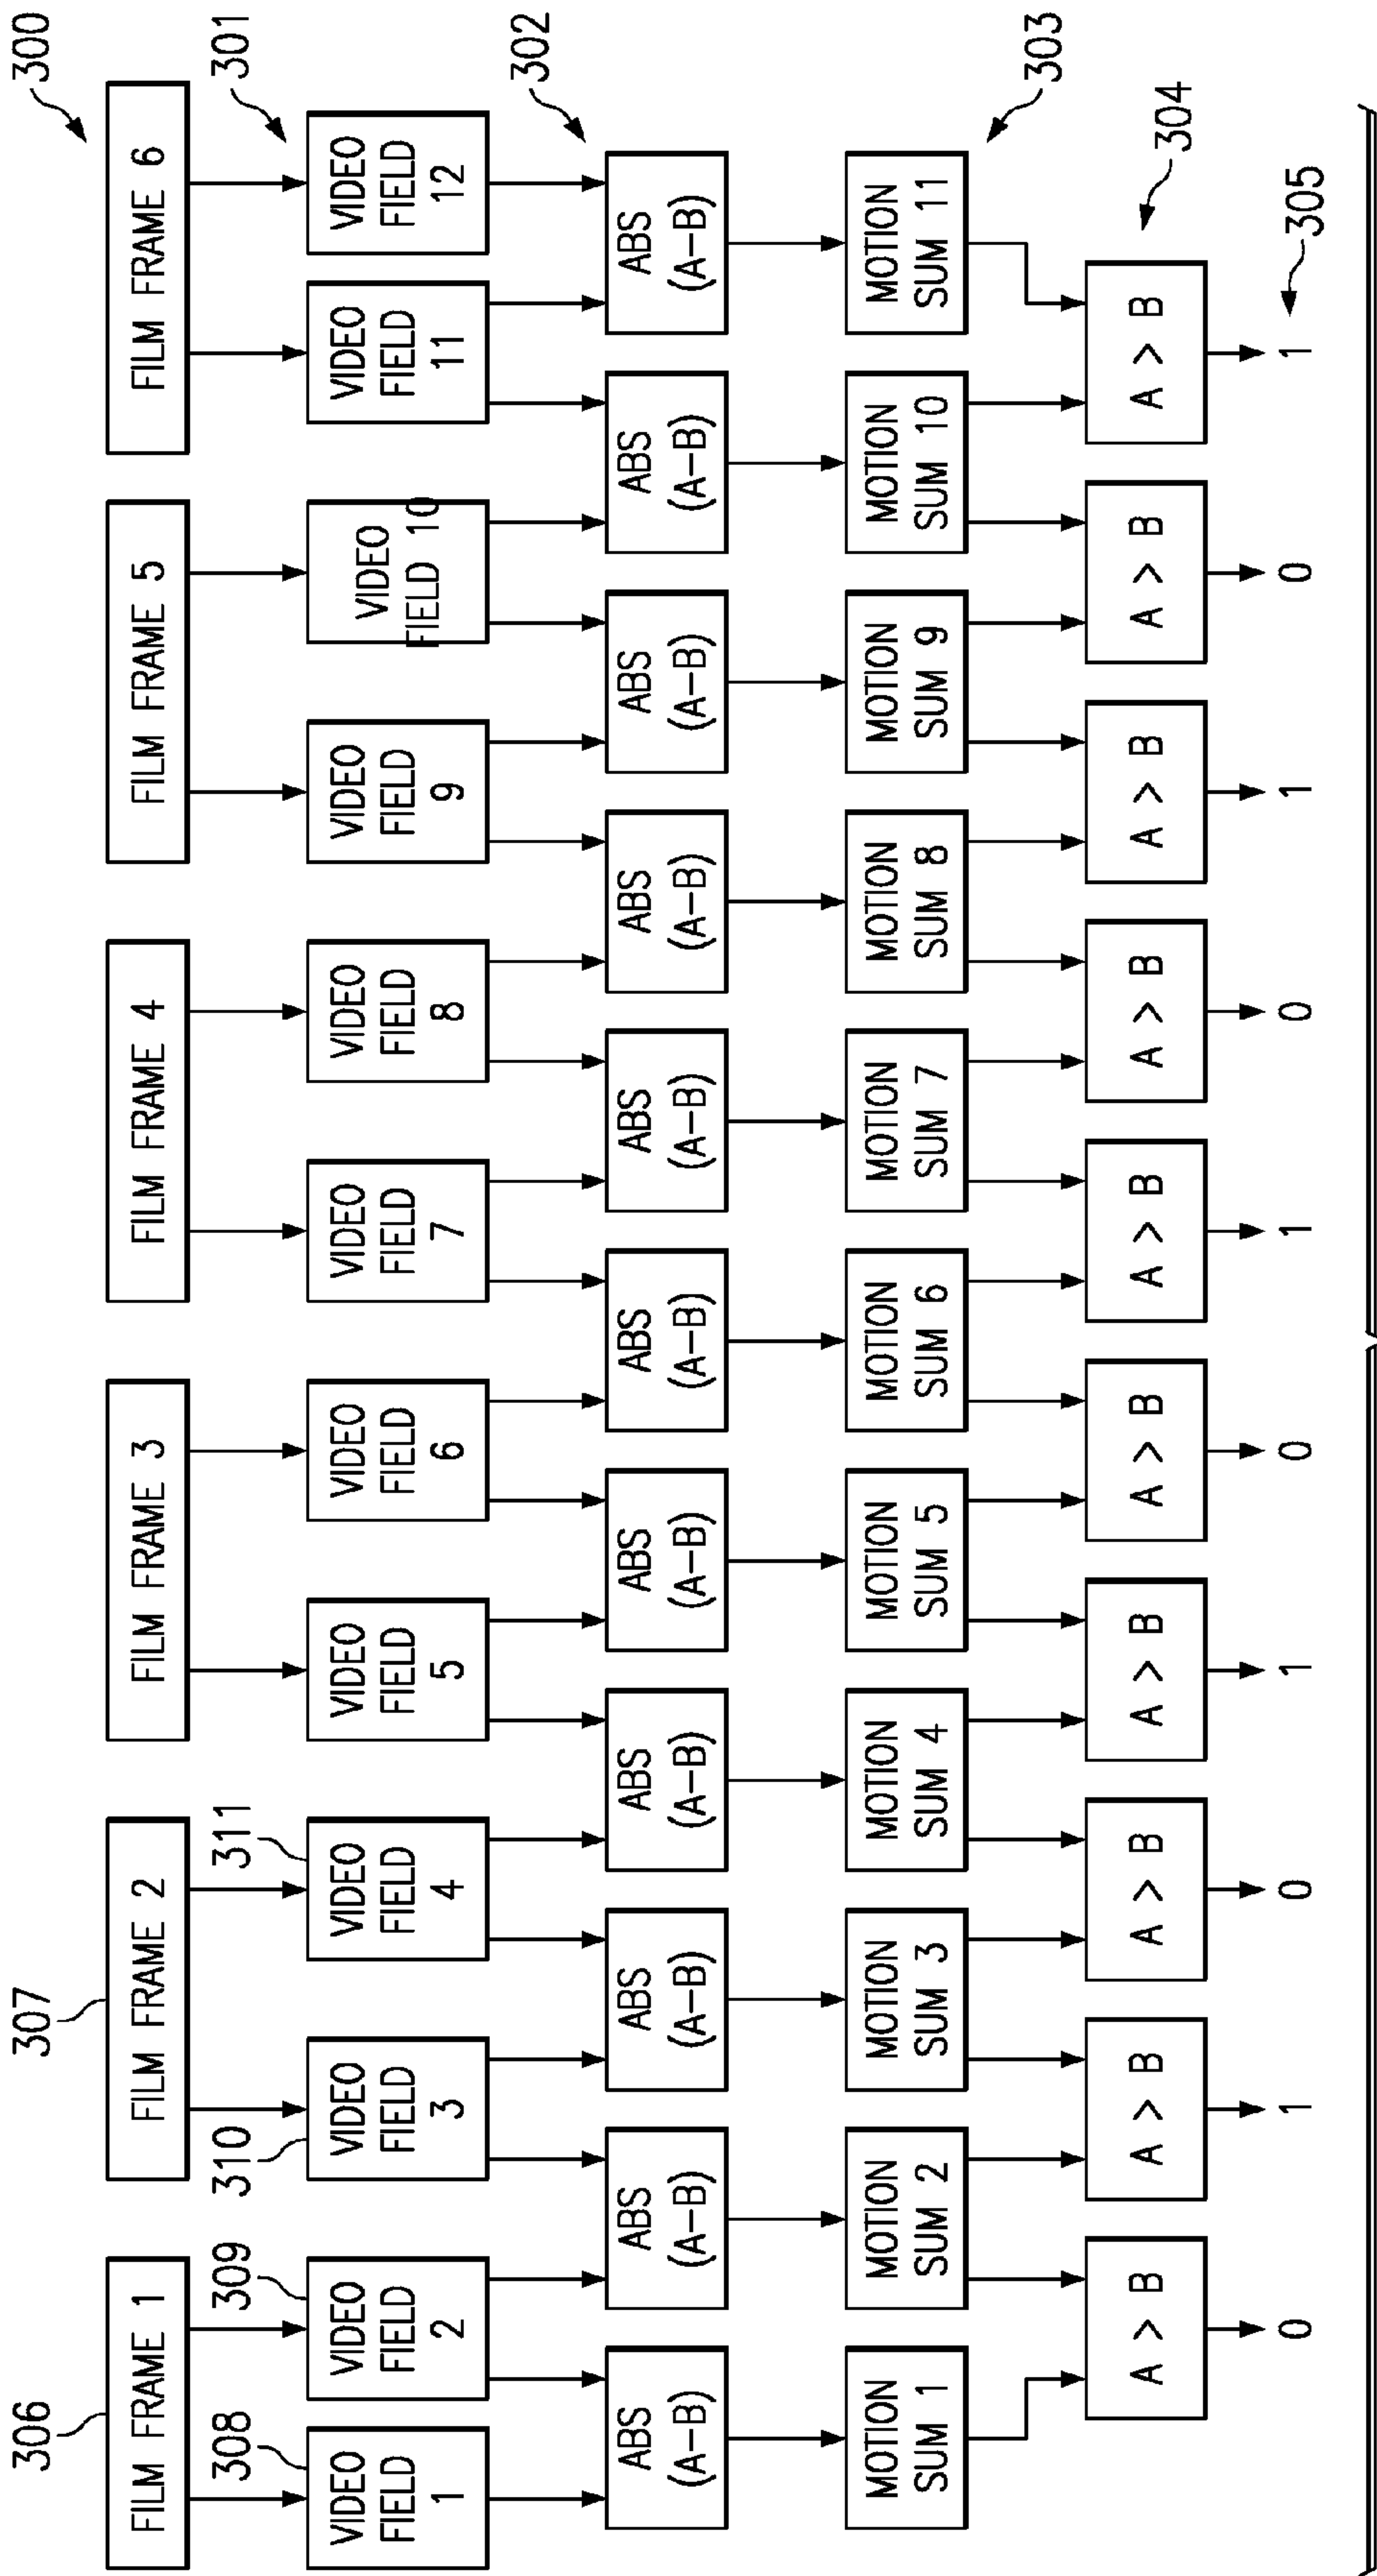 300
306
307
FILM FRAME 1
FILM FRAME 2
FILM FRAME 3
FILM FRAME 4
FILM FRAME 5
FILM FRAME 6
308
309
310
311
301
VIDEO
FIELD
1
VIDEO
FIELD
2
VIDEO
FIELD
3
VIDEO
FIELD
4
VIDEO
FIELD
5
VIDEO
FIELD
6
VIDEO
FIELD
7
VIDEO
FIELD
8
VIDEO
FIELD
9
VIDEO
FIELD 10
VIDEO
FIELD
11
VIDEO
FIELD
12
302
ABS
(A-B)
ABS
(A-B)
ABS
(A-B)
ABS
(A-B)
ABS
(A-B)
ABS
(A-B)
ABS
(A-B)
ABS
(A-B)
ABS
(A-B)
ABS
(A-B)
ABS
(A-B)
MOTION
SUM 1
MOTION
SUM 2
MOTION
SUM 3
MOTION
SUM 4
MOTION
SUM 5
MOTION
SUM 6
MOTION
SUM 7
MOTION
SUM 8
MOTION
SUM 9
MOTION
SUM 10
MOTION
SUM 11
303
A > B
A > B
A > B
A > B
A > B
A > B
A > B
A > B
A > B
A > B
304
0
1
0
1
0
1
0
1
0
1
305